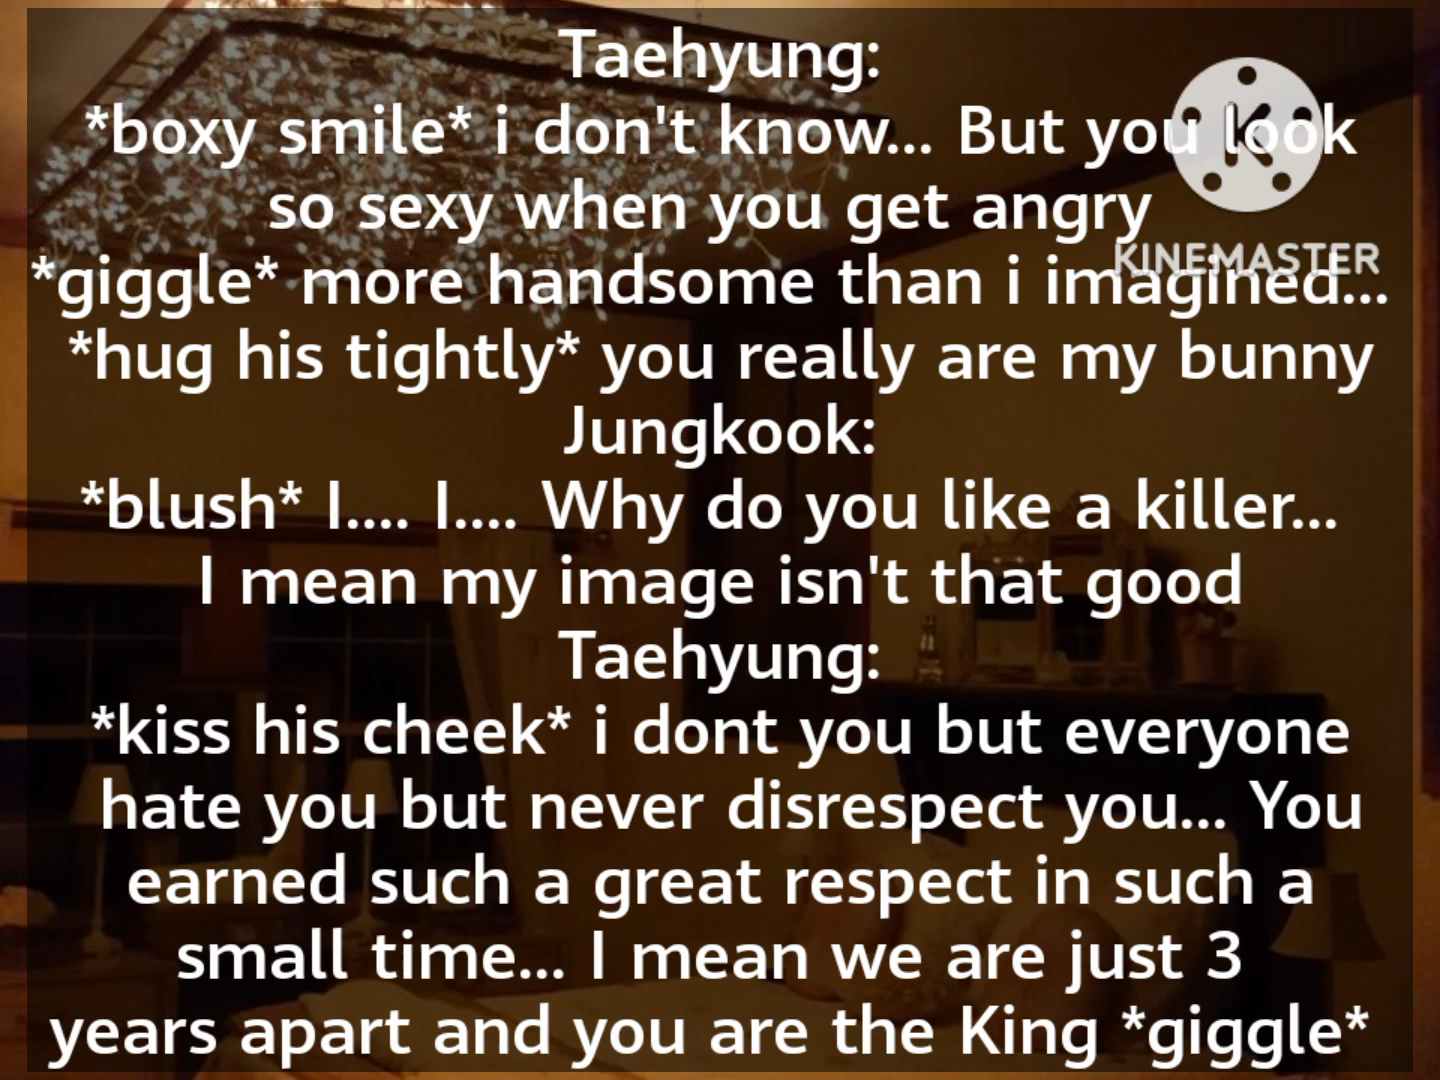 Taehyung:
*boxy smile* i don't know... But you look
so sexy when you get angry
*giggle* more handsome than i imagined...
*hug his tightly* you really are my bunny
Jungkook:
*blush* I.... I.... Why do you like a killer...
I mean my image isn't that good
Taehyung:
*kiss his cheek* i dont you but everyone
hate you but never disrespect you... You
earned such a great respect in such a
small time... I mean we are just 3
years apart and you are the King *giggle*
K
KINEMASTER